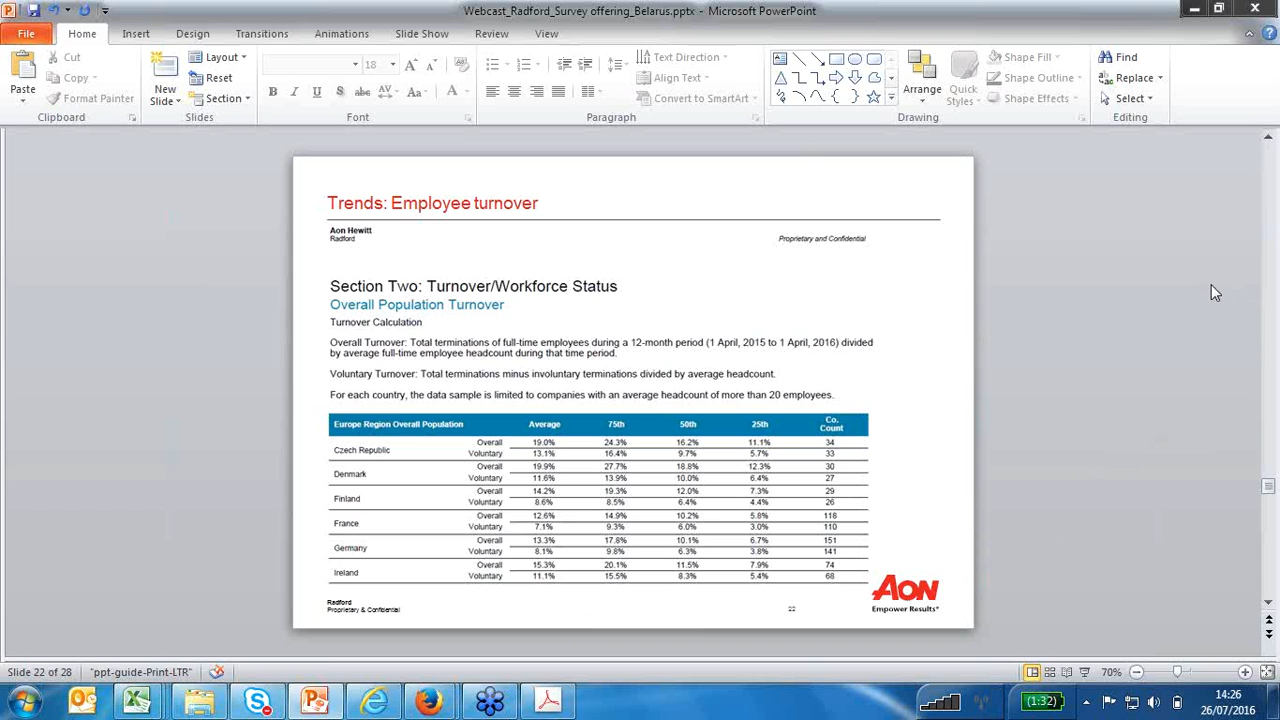 Webcast_Radford_Survey offering_Belarus.pptx - Microsoft PowerPoint
File Home Insert Design Transitions Animations Slide Show Review View
Paste
Cut
Copy
Format Painter
Clipboard
New Slide
Layout
Reset
Section
Slides
18
Font
Text Direction
Align Text
Convert to SmartArt
Paragraph
Arrange
Quick Styles
Shape Fill
Shape Outline
Shape Effects
Drawing
Find
Replace
Select
Editing
Trends: Employee turnover
Aon Hewitt
Radford
Proprietary and Confidential
Section Two: Turnover/Workforce Status
Overall Population Turnover
Turnover Calculation
Overall Turnover: Total terminations of full-time employees during a 12-month period (1 April, 2015 to 1 April, 2016) divided
by average full-time employee headcount during that time period.
Voluntary Turnover: Total terminations minus involuntary terminations divided by average headcount.
For each country, the data sample is limited to companies with an average headcount of more than 20 employees.
Europe Region Overall Population Average 75th 50th 25th Co. Count
Czech Republic
Overall 19.0% 24.3% 16.2% 11.1% 34
Voluntary 13.1% 16.4% 9.7% 5.7% 33
Denmark
Overall 19.9% 27.7% 18.8% 12.3% 30
Voluntary 11.6% 13.9% 10.0% 6.4% 27
Finland
Overall 14.2% 19.3% 12.0% 7.3% 29
Voluntary 8.6% 8.5% 6.4% 4.4% 26
France
Overall 12.6% 14.9% 10.2% 5.8% 118
Voluntary 7.1% 9.3% 6.0% 3.0% 110
Germany
Overall 13.3% 17.8% 10.1% 6.7% 151
Voluntary 8.1% 9.8% 6.3% 3.8% 141
Ireland
Overall 15.3% 20.1% 11.5% 7.9% 74
Voluntary 11.1% 15.5% 8.3% 5.4% 68
Radford
Proprietary & Confidential
22
AON
Empower Results®
Slide 22 of 28 "ppt-guide-Print-LTR" 70%
(1:32)
14:26
26/07/2016